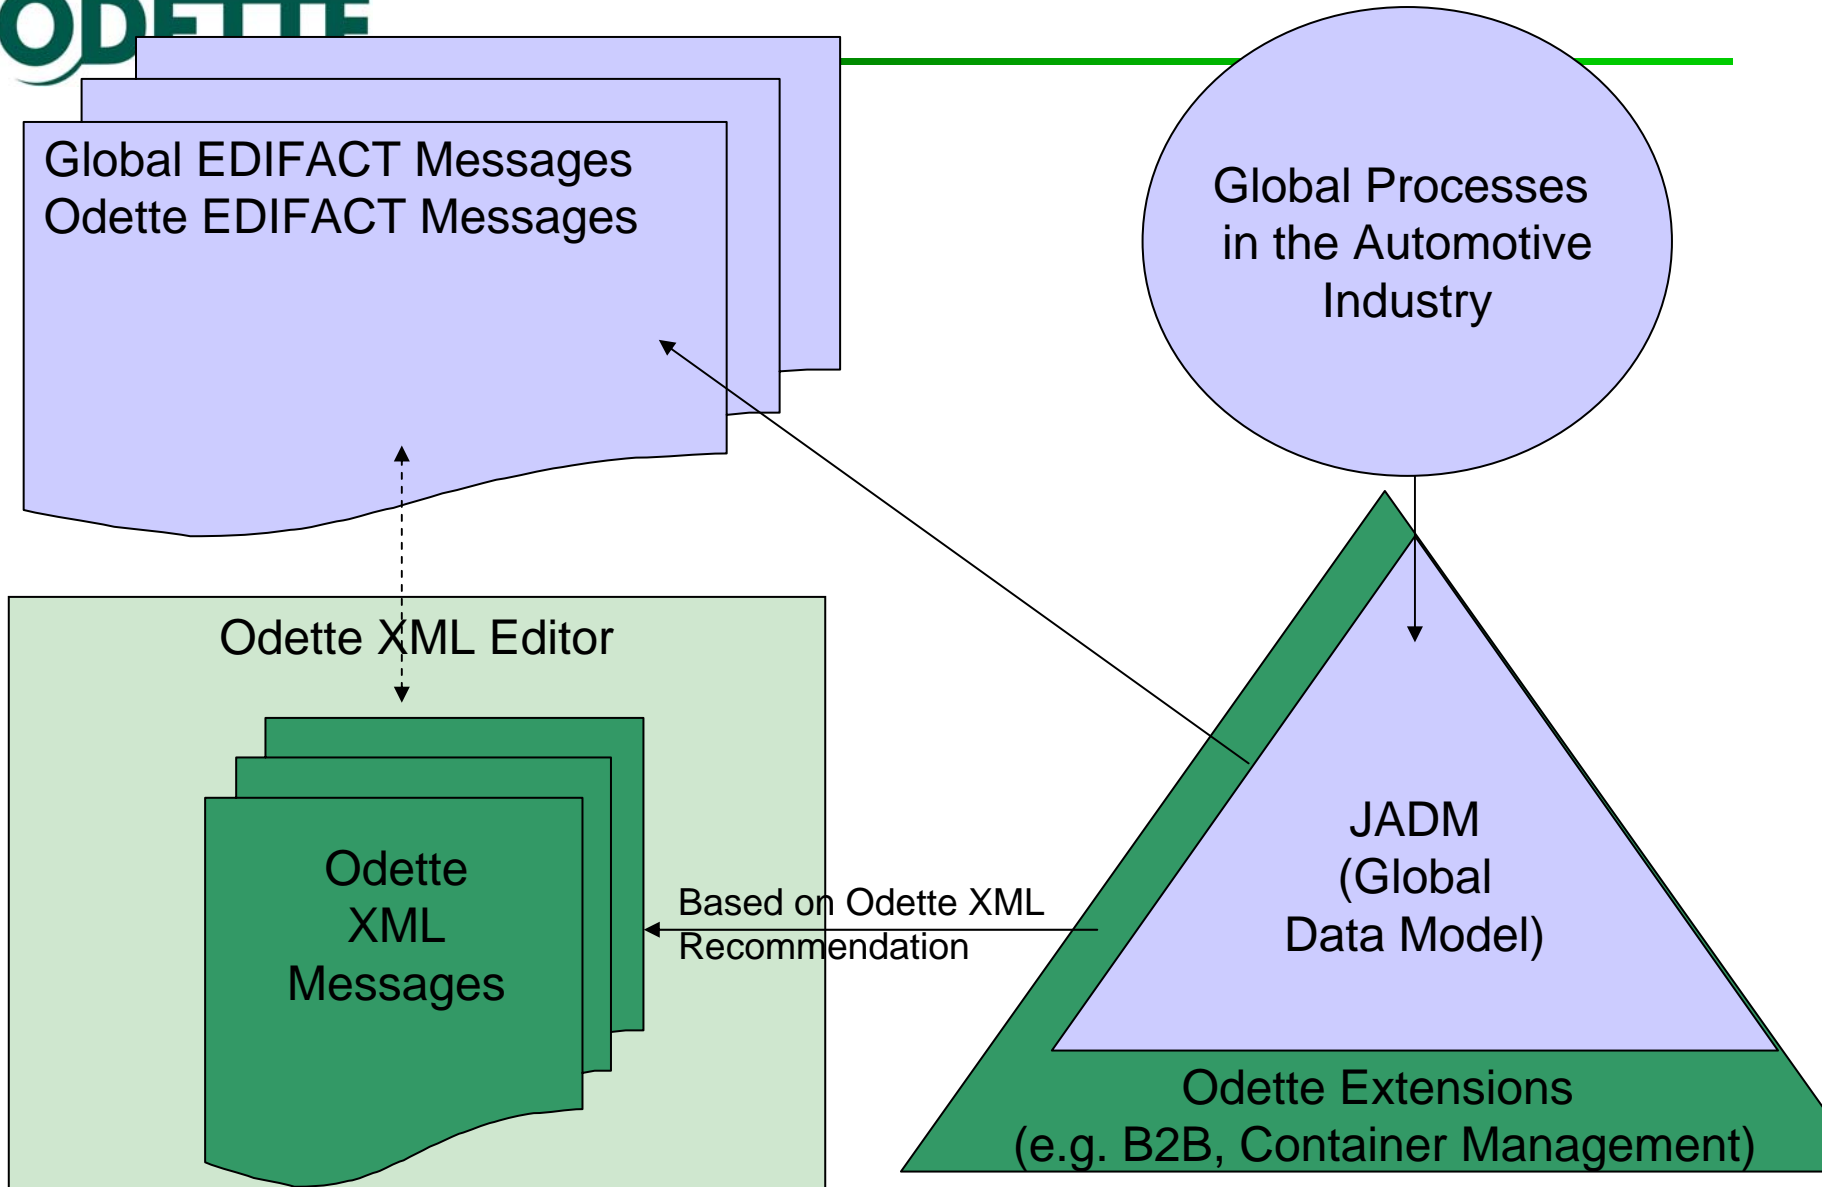 ODETTE
Global EDIFACT Messages
Odette EDIFACT Messages
Global Processes
in the Automotive
Industry
Odette XML Editor
Odette
XML
Messages
Based on Odette XML
Recommendation
JADM
(Global
Data Model)
Odette Extensions
(e.g. B2B, Container Management)